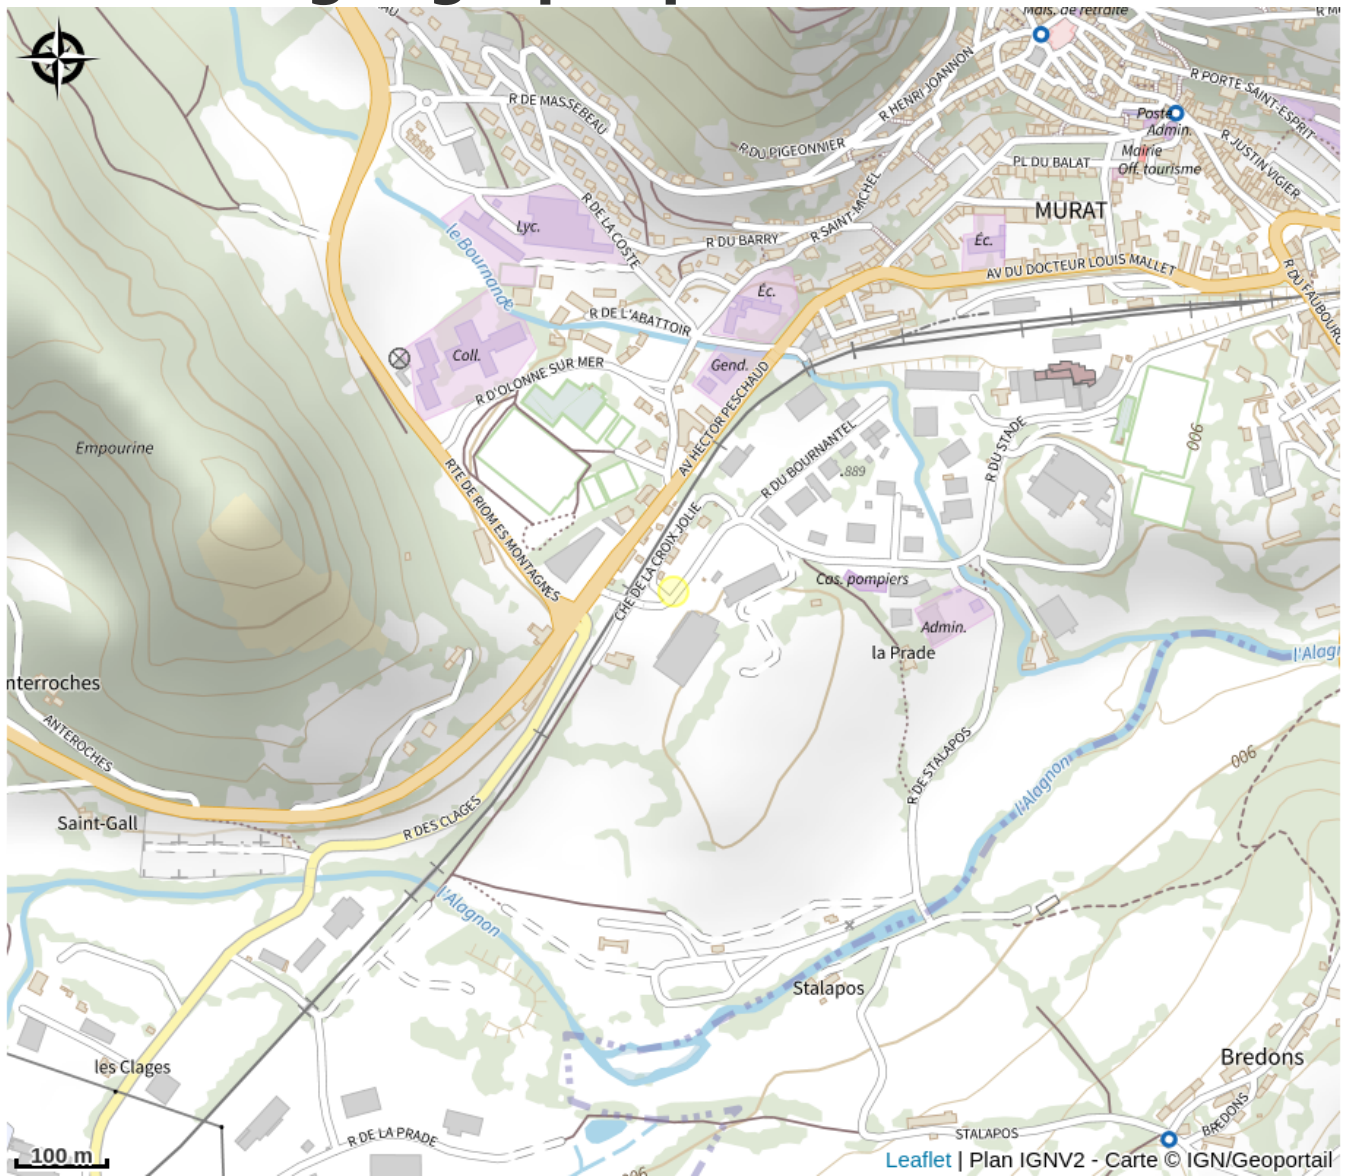 Mais. de retraite
R PORTE SAINT-ESPRIT
R HENRI JOANNON
R DE MASSEBEAU
Poste
Admin.
R JUSTIN VIGIER
R DU PIGEONNIER
Mairie
PL DU BALAT
Off. tourisme
R SAINT-MICHEL
MURAT
R DE LA COSTE
Lyc.
le Bournande
R DU BARRY
Éc.
AV DU DOCTEUR LOUIS MALLET
R DU FAUBOURG
Éc.
R DE L'ABATTOIR
Coll.
Gend.
R D'OLONNE SUR MER
AV HECTOR PESCHAUD
R DU BOURNANTEL
R DU STADE
900
Empourine
.889
RTE DE RIOM ES MONTAGNES
CHE DE LA CROIX JOLIE
Cas. pompiers
Admin.
la Prade
l'Alagn
nterroches
ANTEROCHES
R DE STALAPOS
l'Alagnon
900
Saint-Gall
R DES CLAGES
l'Alagnon
Stalapos
les Clages
Bredons
R DE LA PRADE
STALAPOS
BREDONS
100 m
Leaflet | Plan IGNV2 - Carte © IGN/Geoportail